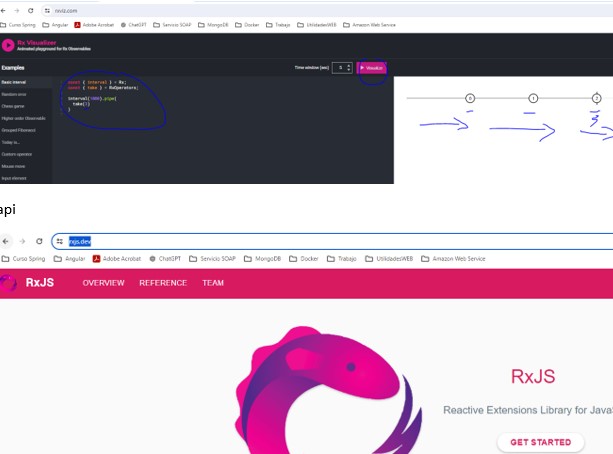 rxviz.com
Curso Spring Angular Adobe Acrobat ChatGPT Servicio SOAP MongoDB Docker Trabajo UtilidadesWEB Amazon Web Service
Rx Visualizer
Animated playground for Rx Observables
Examples
Time window (sec) 5 Visualize
Basic interval
Random error
Chess game
Higher order Observable
Grouped Fibonacci
Today is...
Custom operators
Mouse move
Input element
const { interval } = Rx;
const { take } = RxOperators;
interval(1000).pipe(
take(3)
)
0 1 2
api
rxjs.dev
Curso Spring Angular Adobe Acrobat ChatGPT Servicio SOAP MongoDB Docker Trabajo UtilidadesWEB Amazon Web Service
RxJS OVERVIEW REFERENCE TEAM
RxJS
Reactive Extensions Library for Java
GET STARTED